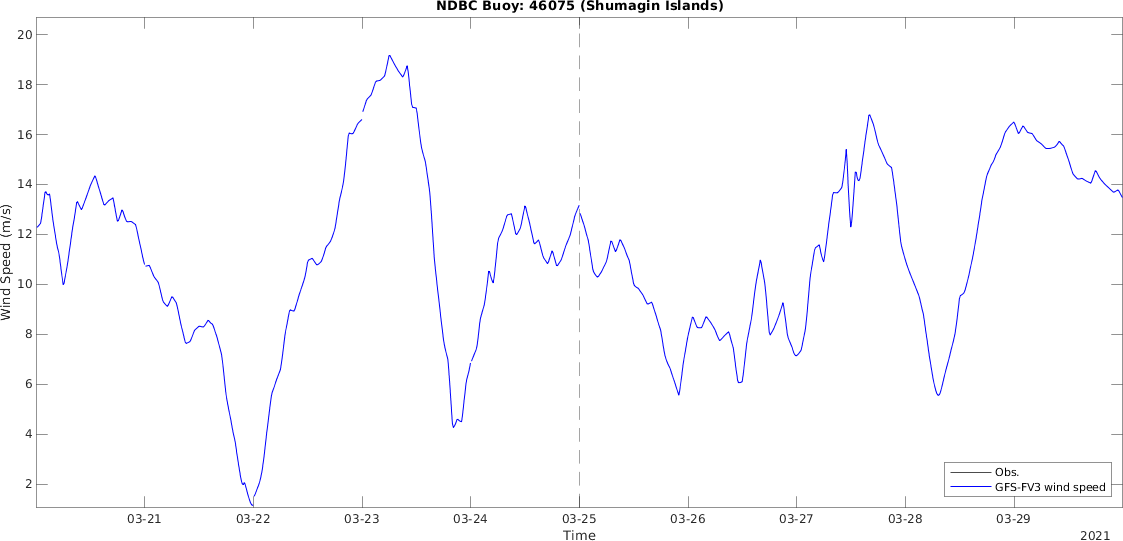 NDBC Buoy: 46075 (Shumagin Islands)
20
18
16
14
12
10
8
6
4
2
Wind Speed (m/s)
Obs.
GFS-FV3 wind speed
03-21 03-22 03-23 03-24 03-25 03-26 03-27 03-28 03-29
Time
2021